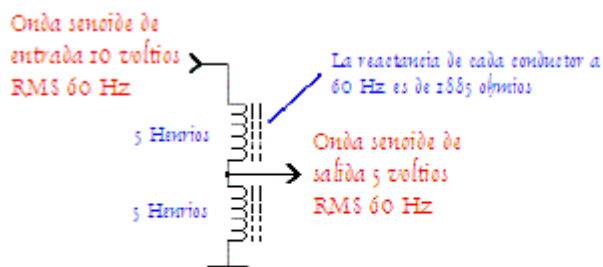 Onda senoide de
entrada 10 voltios
RMS 60 Hz
La reactancia de cada conductor a
60 Hz es de 1885 ohmios
5 Henrios
Onda senoide de
salida 5 voltios
RMS 60 Hz
5 Henrios